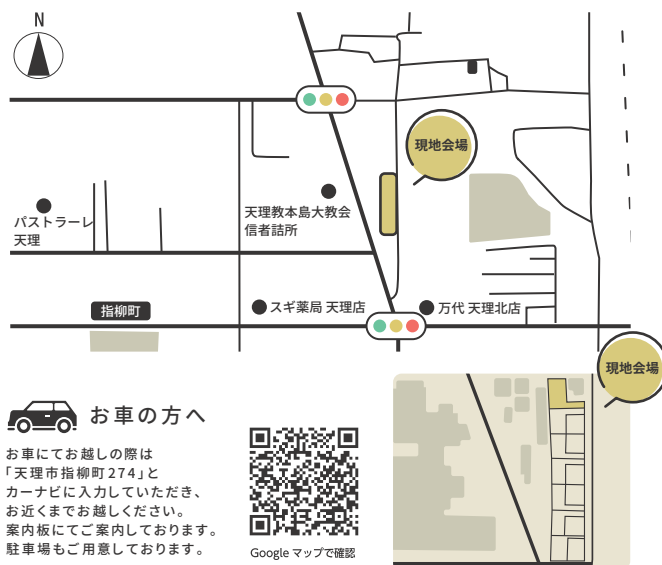 N
現地会場
パストラーレ
天理
天理教本島大教会
信者詰所
指柳町
スギ薬局 天理店
万代 天理北店
現地会場
お車の方へ
お車にてお越しの際は
「天理市指柳町274」と
カーナビに入力していただき、
お近くまでお越しください。
案内板にてご案内しております。
駐車場もご用意しております。
Google マップで確認